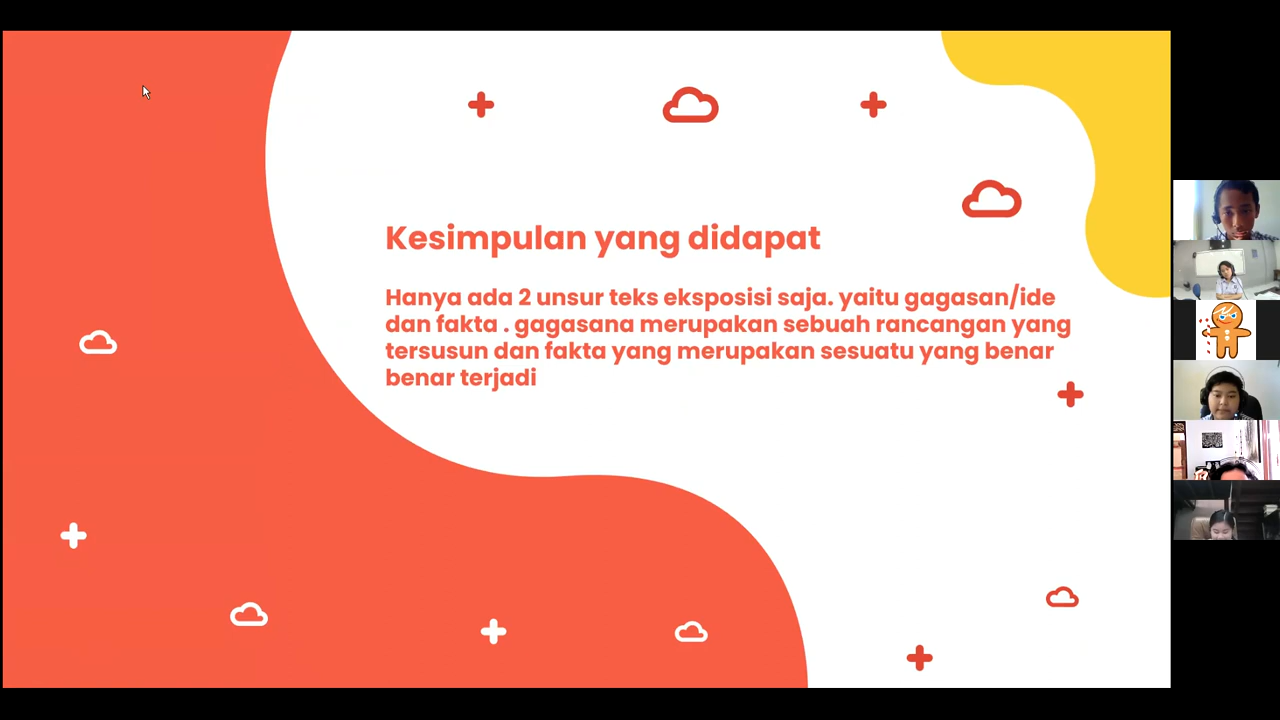 Kesimpulan yang didapat
Hanya ada 2 unsur teks eksposisi saja. yaitu gagasan/ide
dan fakta . gagasana merupakan sebuah rancangan yang
tersusun dan fakta yang merupakan sesuatu yang benar
benar terjadi